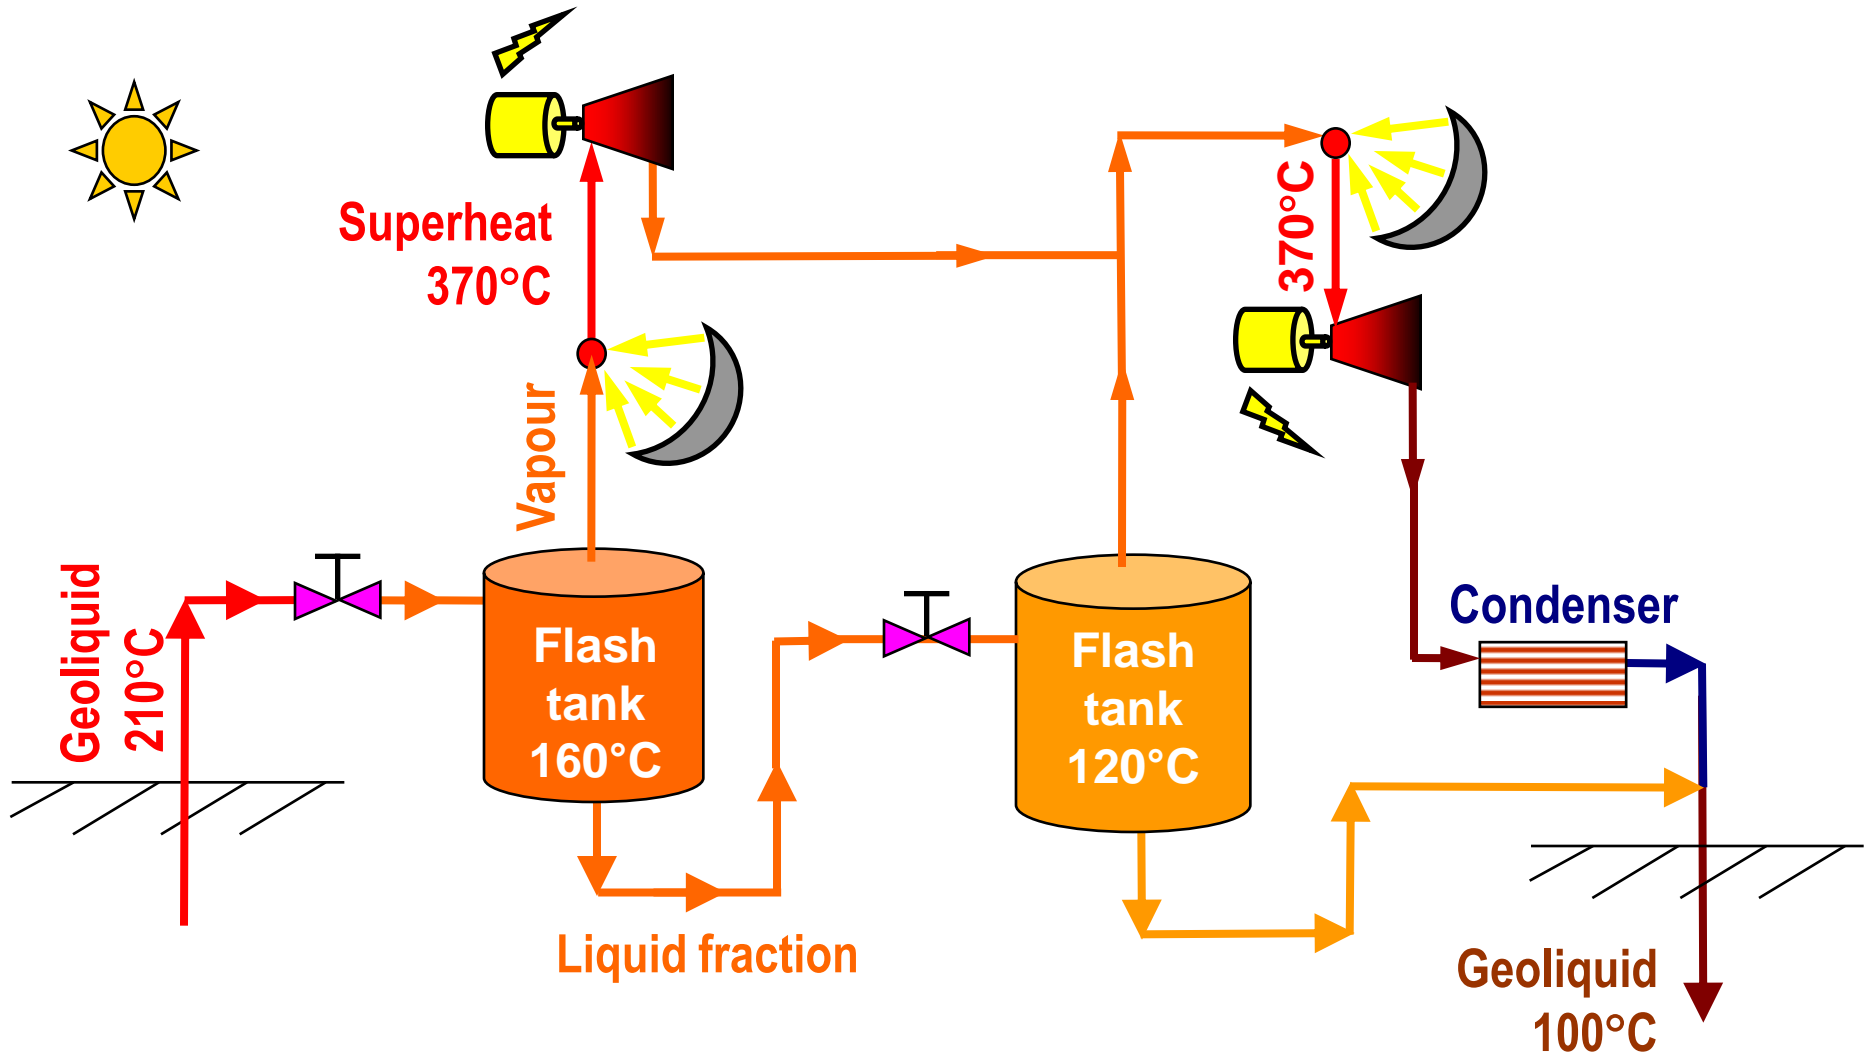 Superheat
370°C
370°C
Vapour
Geoliquid
210°C
Flash
tank
160°C
Flash
tank
120°C
Condenser
Liquid fraction
Geoliquid
100°C